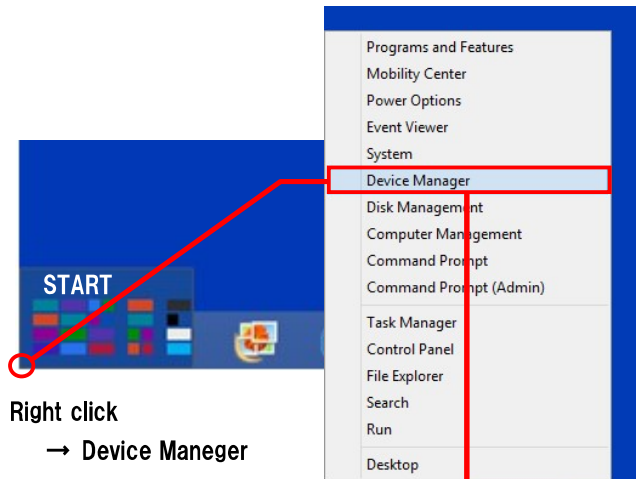 Programs and Features
Mobility Center
Power Options
Event Viewer
System
Device Manager
Disk Management
Computer Management
Command Prompt
Command Prompt (Admin)
Task Manager
Control Panel
File Explorer
Search
Run
Desktop
START
Right click
→ Device Maneger